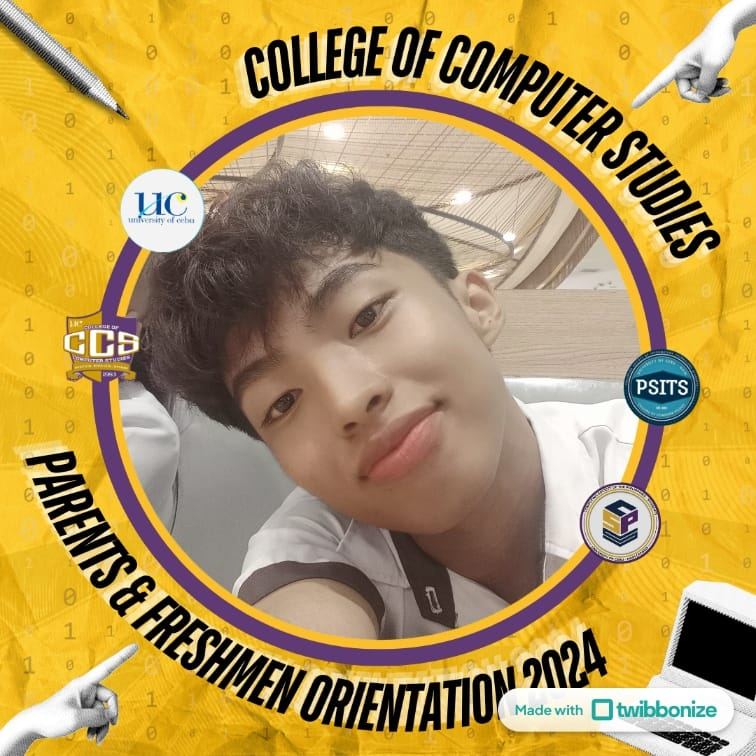 COLLEGE OF COMPUTER STUDIES
uc
university of cebu
COLLEGE OF
CCS
COMPUTER STUDIES
PSITS
CSP
PARENTS & FRESHMEN ORIENTATION 2024
Made with twibbonize